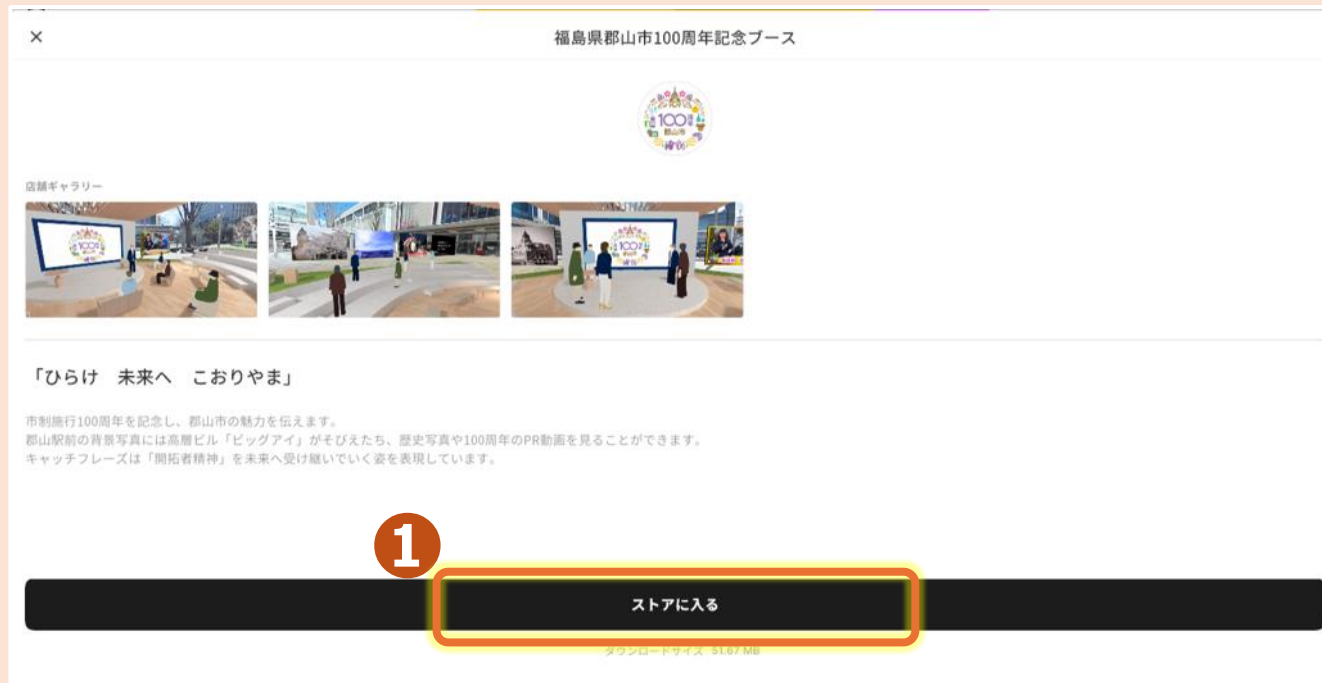 ×
福島県郡山市100周年記念ブース
100
郡山市
店舗ギャラリー
100
100
「ひらけ　未来へ　こおりやま」
市制施行100周年を記念し、郡山市の魅力を伝えます。
郡山駅前の背景写真には高層ビル「ビッグアイ」がそびえたち、歴史写真や100周年のPR動画を見ることができます。
キャッチフレーズは「開拓者精神」を未来へ受け継いでいく姿を表現しています。
1
ストアに入る
ダウンロードサイズ 51.67 MB